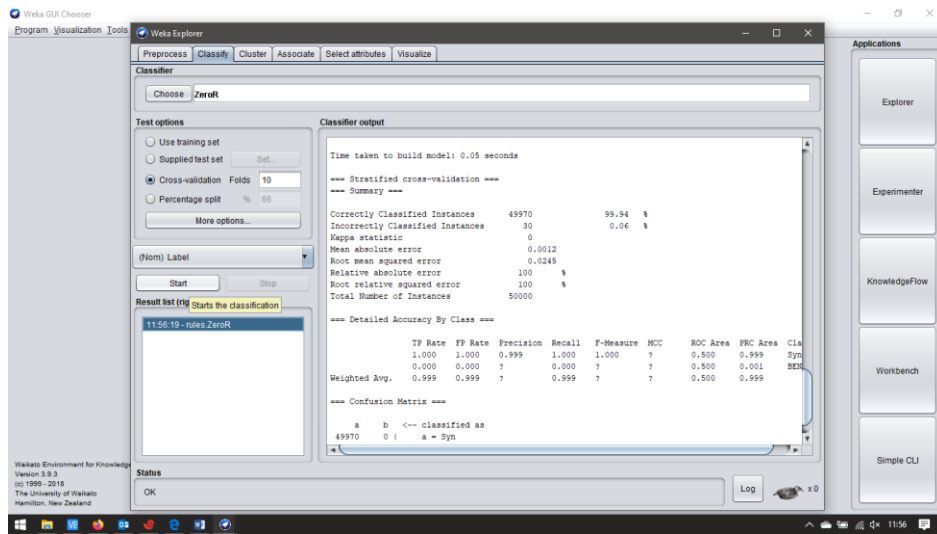 Weka GUI Chooser
Program Visualization Tools
Weka Explorer
Preprocess Classify Cluster Associate Select attributes Visualize
Classifier
Choose ZeroR
Test options
Use training set
Supplied test set Set...
Cross-validation Folds 10
Percentage split % 66
More options...
(Nom) Label
Start Stop
Result list (rig
Starts the classification
11:56:19 - rules.ZeroR
Classifier output
Time taken to build model: 0.05 seconds
=== Stratified cross-validation ===
=== Summary ===
Correctly Classified Instances 49970 99.94 %
Incorrectly Classified Instances 30 0.06 %
Kappa statistic 0
Mean absolute error 0.0012
Root mean squared error 0.0245
Relative absolute error 100 %
Root relative squared error 100 %
Total Number of Instances 50000
=== Detailed Accuracy By Class ===
TP Rate FP Rate Precision Recall F-Measure MCC ROC Area PRC Area Cla
1.000 1.000 0.999 1.000 1.000 ? 0.500 0.999 Syn
0.000 0.000 ? 0.000 ? ? 0.500 0.001 BEN
Weighted Avg. 0.999 0.999 ? 0.999 ? ? 0.500 0.999
=== Confusion Matrix ===
a b <-- classified as
49970 0 | a = Syn
Status
OK
Log x 0
Applications
Explorer
Experimenter
KnowledgeFlow
Workbench
Simple CLI
Waikato Environment for Knowledge
Version 3.9.3
(c) 1999 - 2018
The University of Waikato
Hamilton, New Zealand
11:56